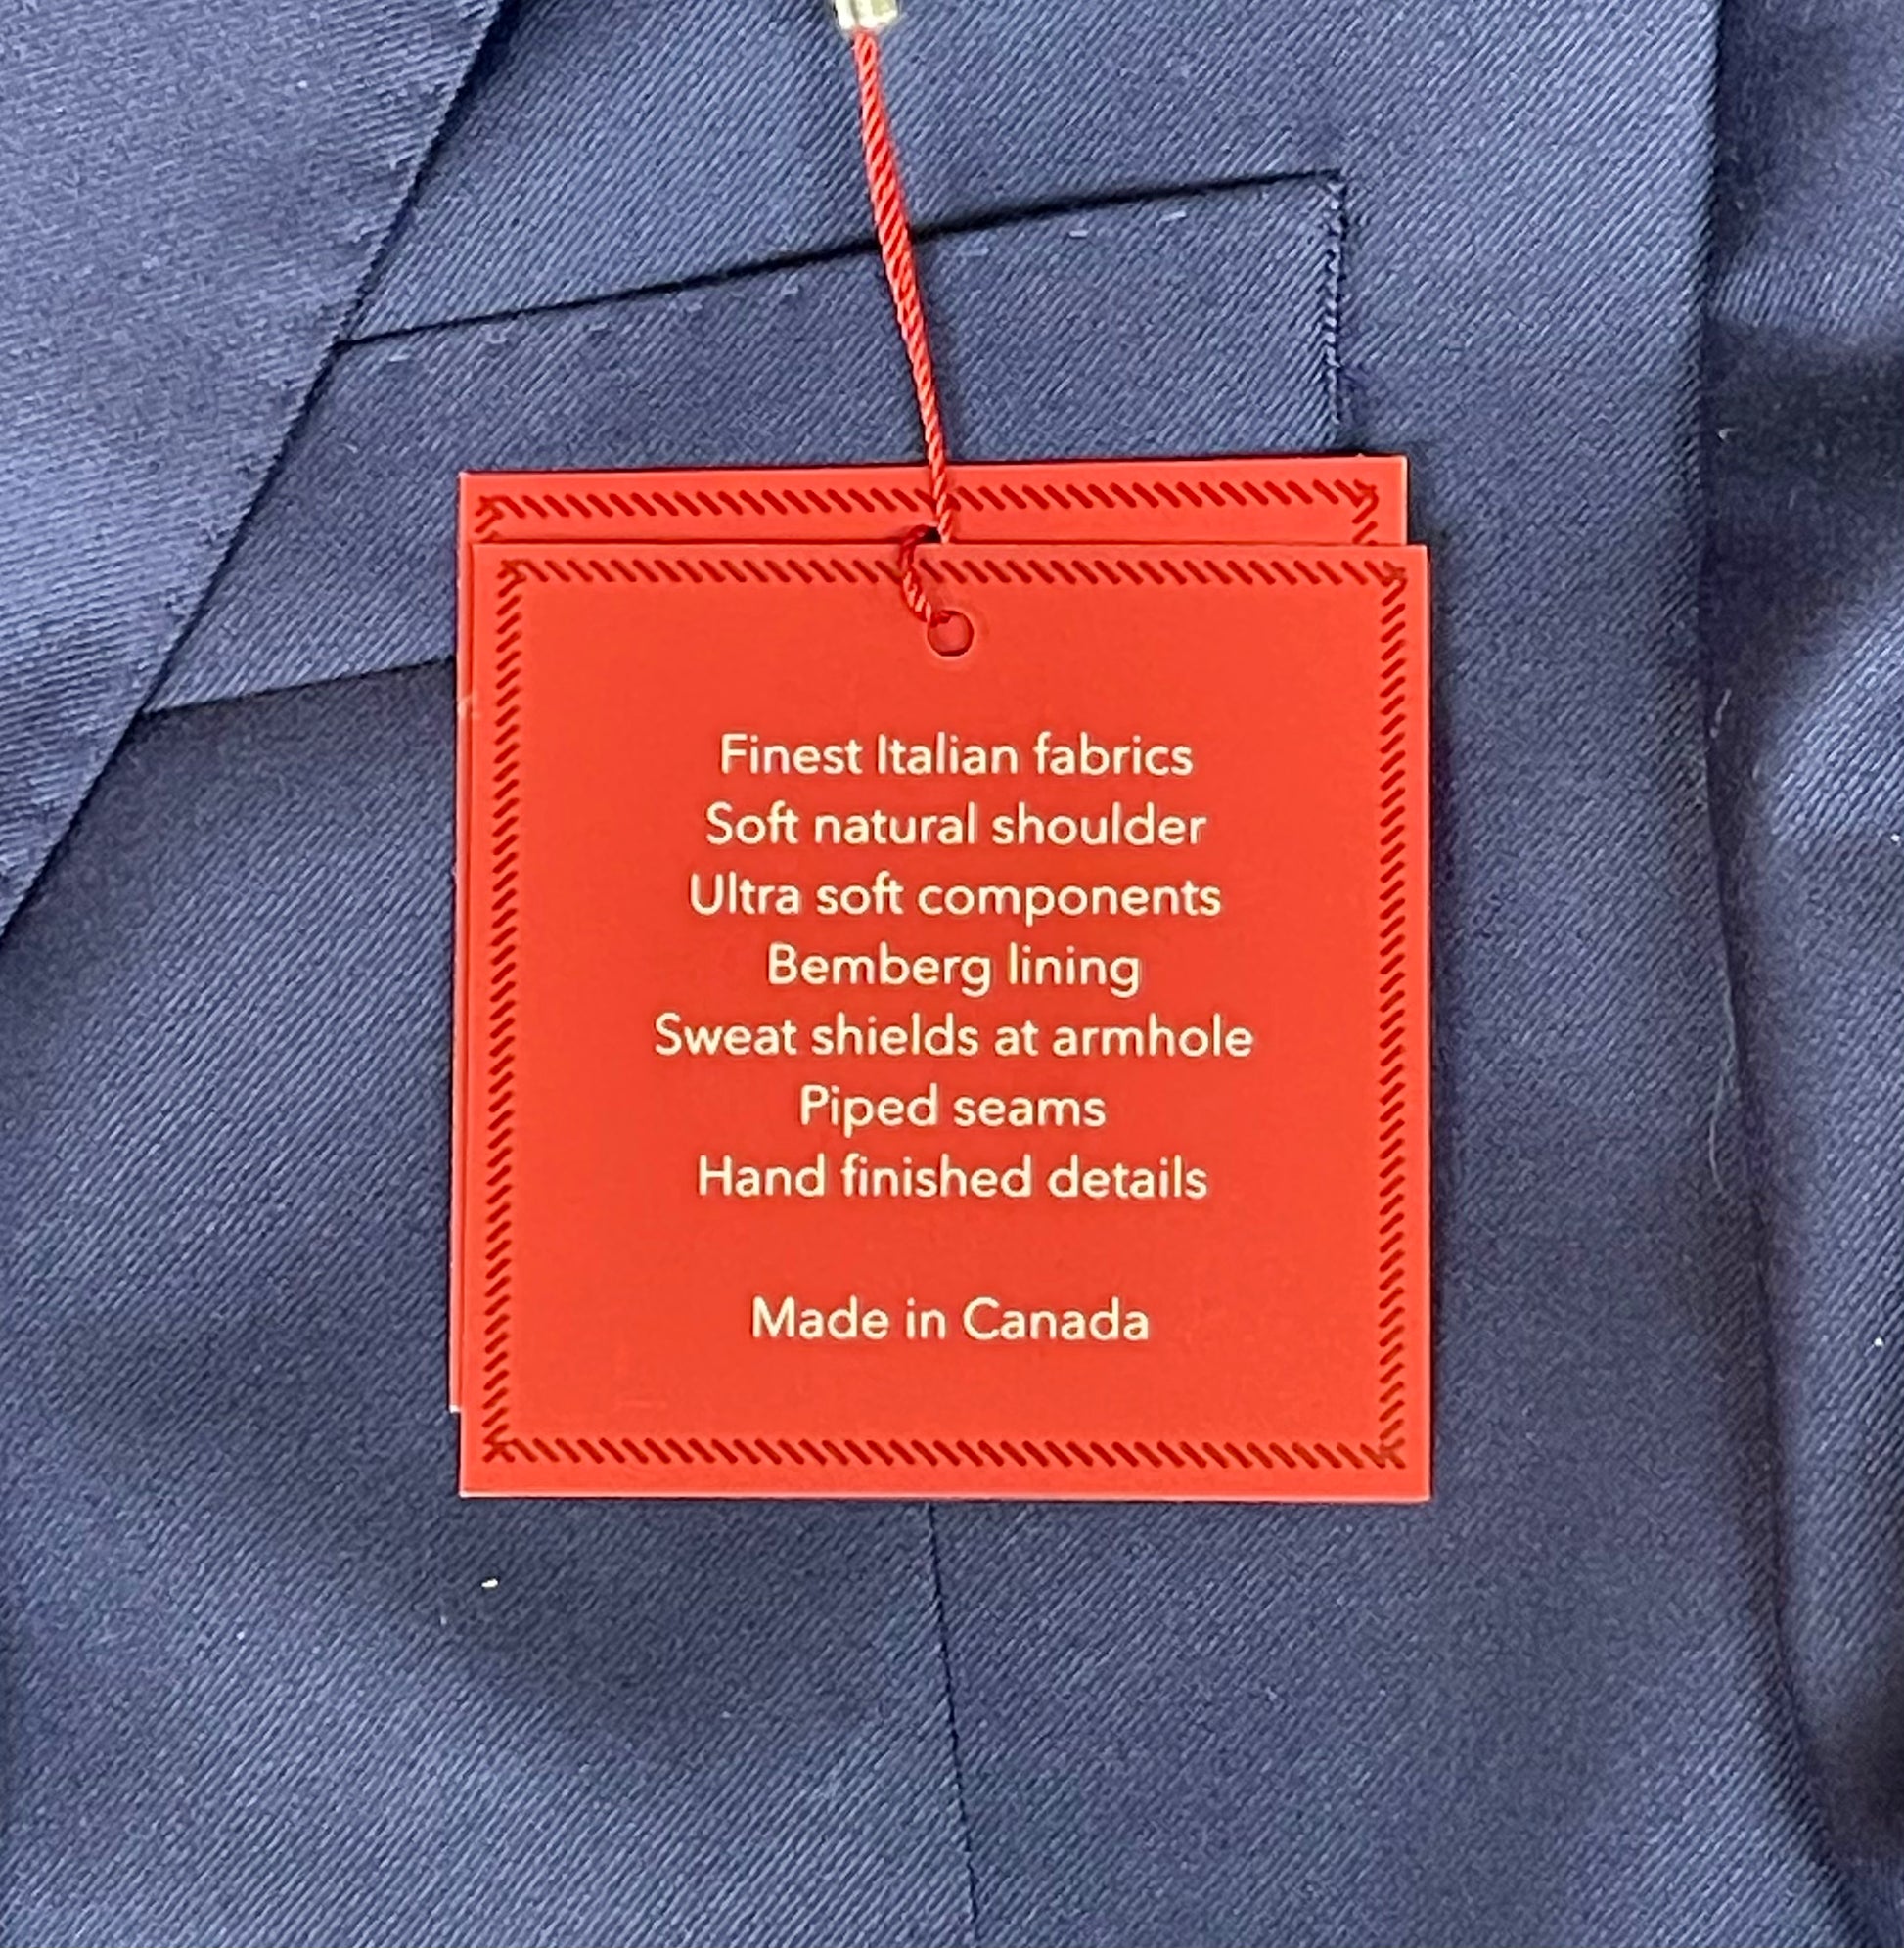 Finest Italian fabrics
Soft natural shoulder
Ultra soft components
Bemberg lining
Sweat shields at armhole
Piped seams
Hand finished details
Made in Canada